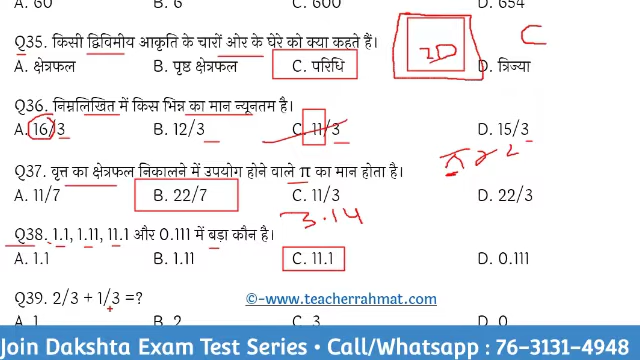 A. 60 B. 6 C. 600 D. 654
Q35. किसी द्विविमीय आकृति के चारों ओर के घेरे को क्या कहते हैं।
A. क्षेत्रफल B. पृष्ठ क्षेत्रफल C. परिधि D. त्रिज्या
2D
C
Q36. निम्नलिखित में किस भिन्न का मान न्यूनतम है।
A. 16/3 B. 12/3 C. 11/3 D. 15/3
Q37. वृत्त का क्षेत्रफल निकालने में उपयोग होने वाले π का मान होता है।
π r 2
A. 11/7 B. 22/7 C. 11/3 D. 22/3
3.14
Q38. 1.1, 1.11, 11.1 और 0.111 में बड़ा कौन है।
A. 1.1 B. 1.11 C. 11.1 D. 0.111
Q39. 2/3 + 1/3 =? ©-www.teacherrahmat.com
A. 1 B. 2 C. 3 D. 0
Join Dakshta Exam Test Series • Call/Whatsapp : 76-3131-4948